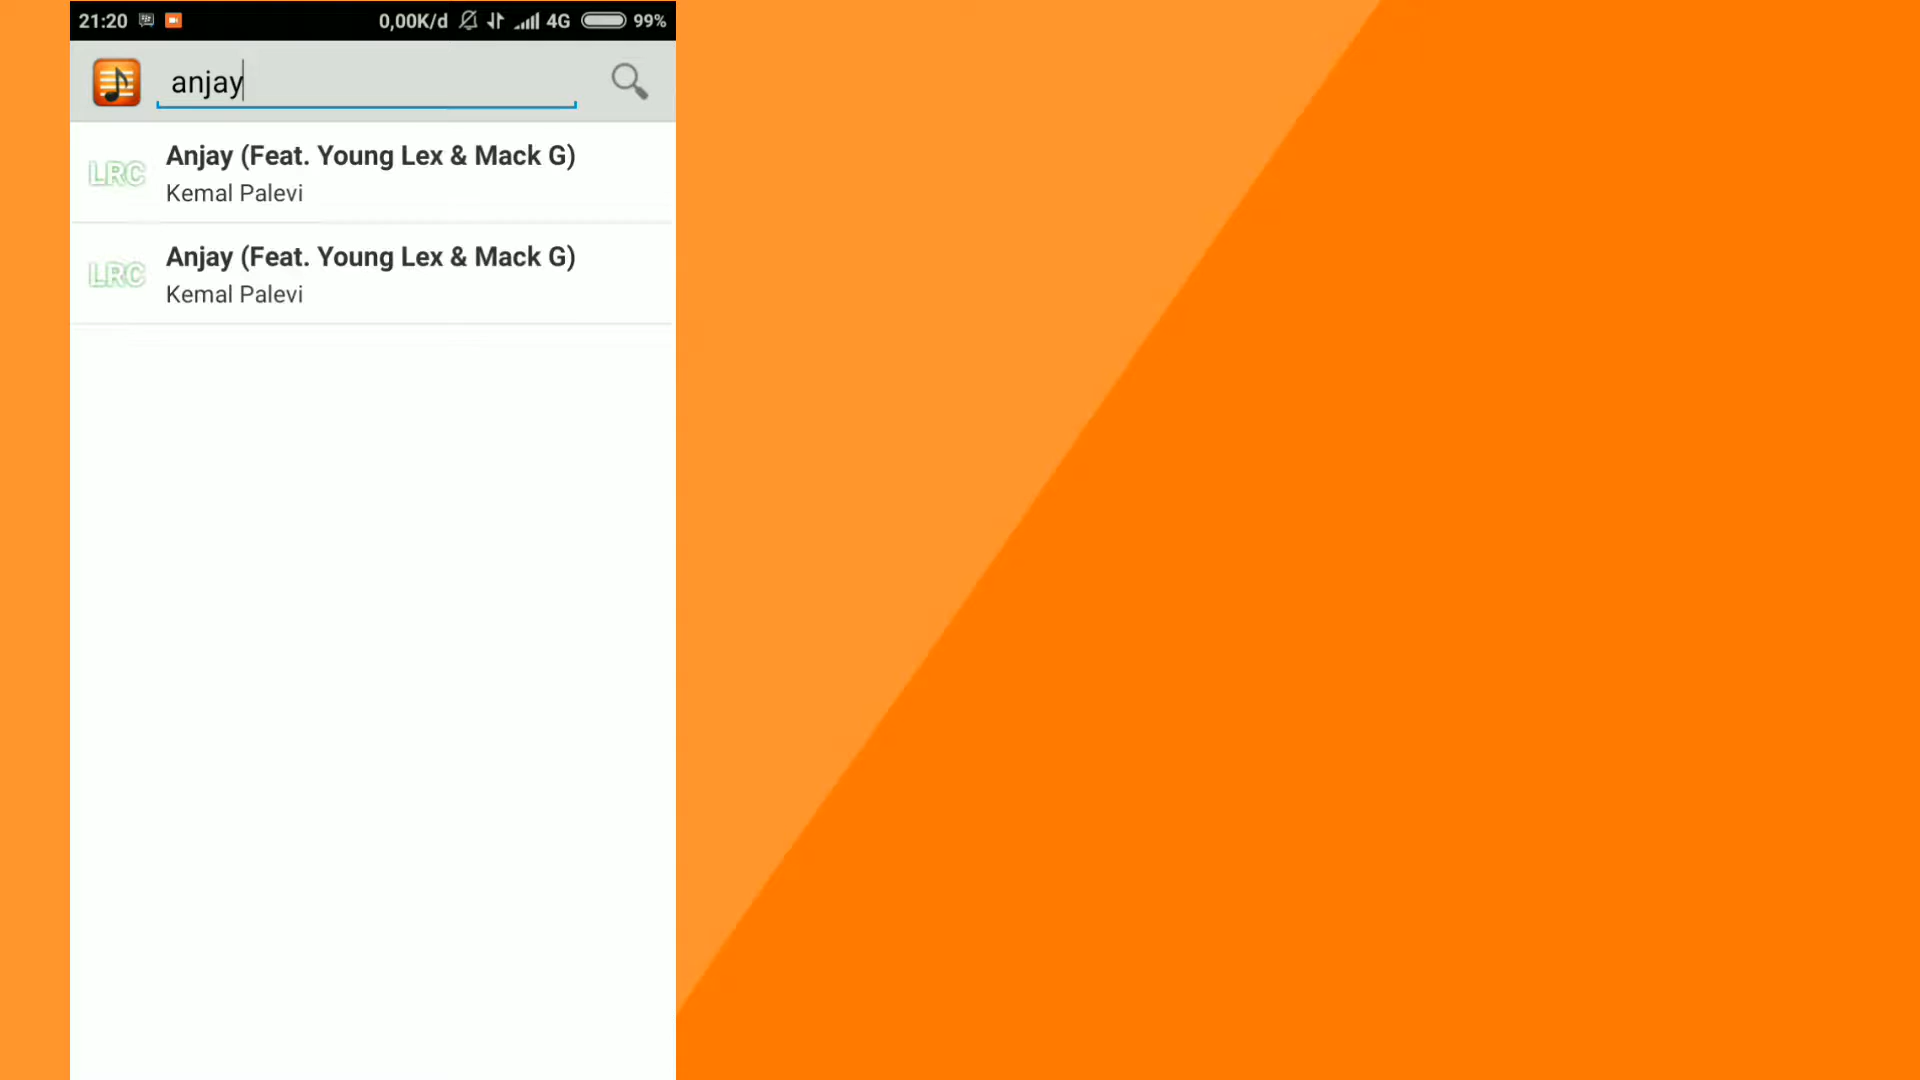 21:20 0,00K/d 4G 99%
anjay
LRC Anjay (Feat. Young Lex & Mack G)
Kemal Palevi
LRC Anjay (Feat. Young Lex & Mack G)
Kemal Palevi